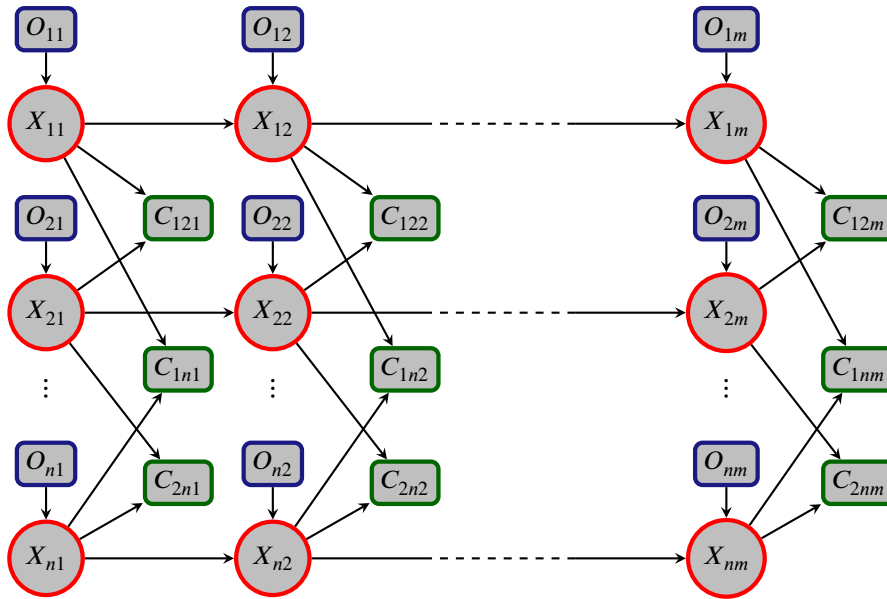 O₁₁ O₁₂ O₁ₘ
X₁₁ X₁₂ X₁ₘ
O₂₁ C₁₂₁ O₂₂ C₁₂₂ O₂ₘ C₁₂ₘ
X₂₁ X₂₂ X₂ₘ
C₁ₙ₁ C₁ₙ₂ C₁ₙₘ
⋮ ⋮ ⋮
Oₙ₁ C₂ₙ₁ Oₙ₂ C₂ₙ₂ Oₙₘ C₂ₙₘ
Xₙ₁ Xₙ₂ Xₙₘ